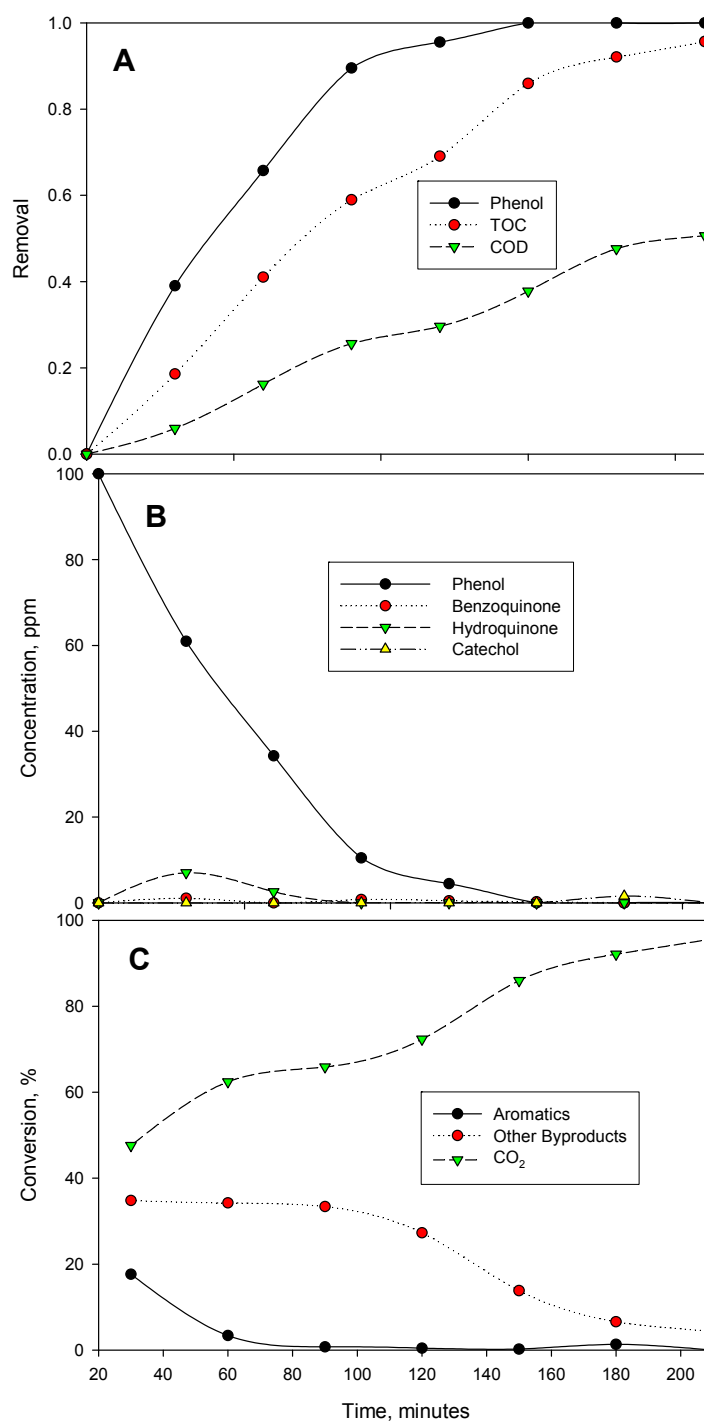 1.0
A
0.8
0.6
Phenol
TOC
COD
0.4
0.2
0.0
Removal
100
B
80
Phenol
Benzoquinone
Hydroquinone
Catechol
60
40
20
0
Concentration, ppm
100
C
80
60
Aromatics
Other Byproducts
CO₂
40
20
0
Conversion, %
20 40 60 80 100 120 140 160 180 200
Time, minutes